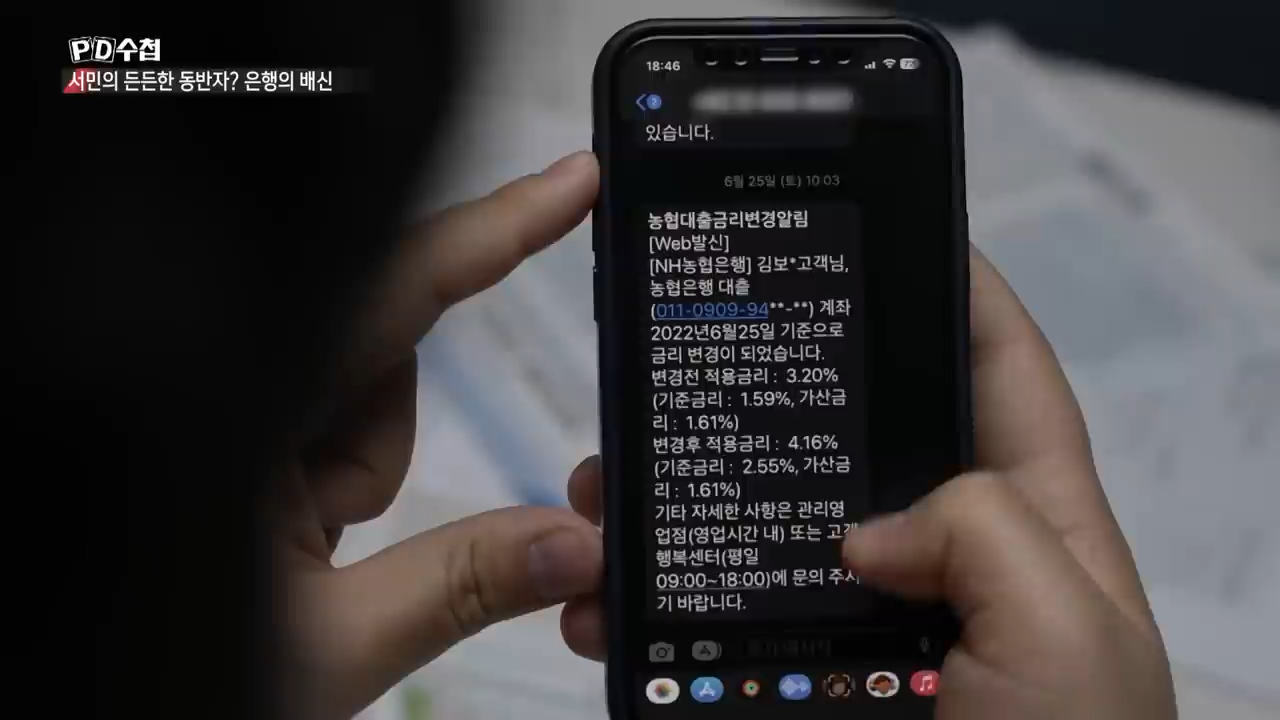 PD수첩
서민의 든든한 동반자? 은행의 배신
18:46
73
2
있습니다.
6월 25일 (토) 10:03
농협대출금리변경알림
[Web발신]
[NH농협은행] 김보*고객님,
농협은행 대출
(011-0909-94**-**) 계좌
2022년6월25일 기준으로
금리 변경이 되었습니다.
변경전 적용금리 : 3.20%
(기준금리 : 1.59%, 가산금
리 : 1.61%)
변경후 적용금리 : 4.16%
(기준금리 : 2.55%, 가산금
리 : 1.61%)
기타 자세한 사항은 관리영
업점(영업시간 내) 또는 고객
행복센터(평일
09:00~18:00)에 문의 주시
기 바랍니다.